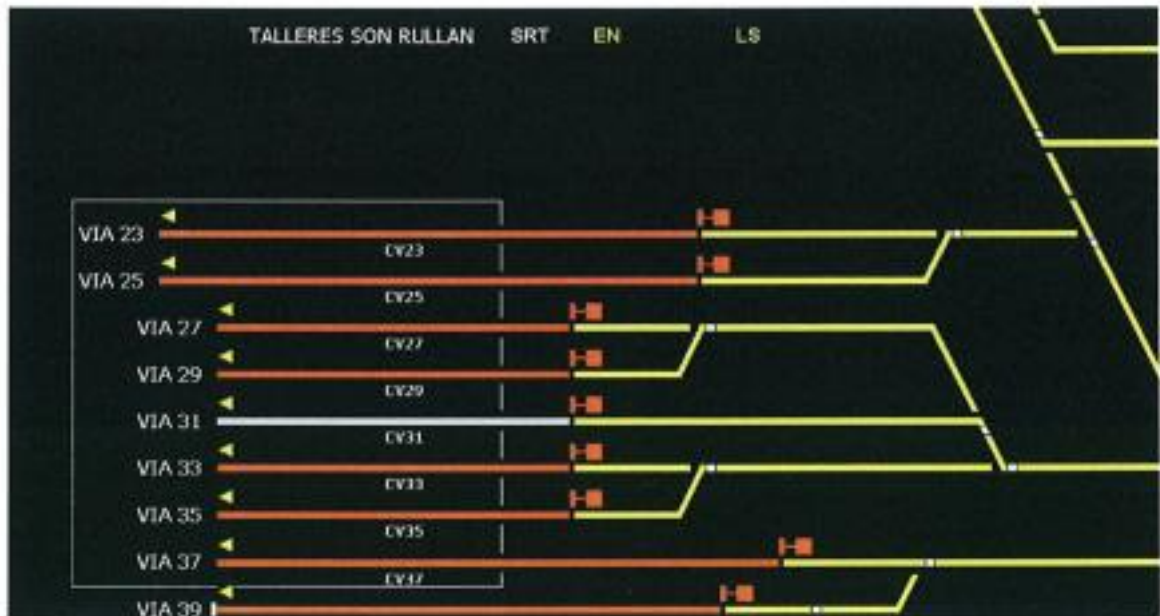 TALLERES SON RULLAN SRT EN LS
VIA 23
CV23
VIA 25
CV25
VIA 27
CV27
VIA 29
CV29
VIA 31
CV31
VIA 33
CV33
VIA 35
CV35
VIA 37
CV37
VIA 39